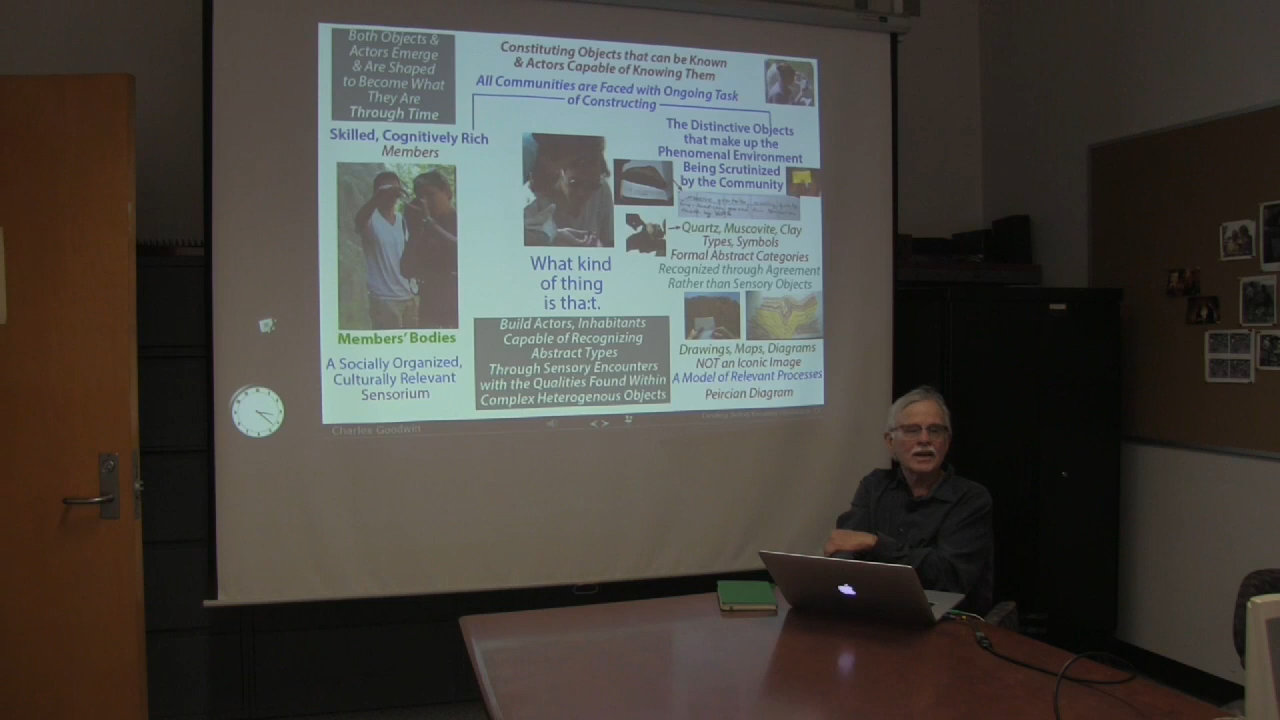 Both Objects &
Actors Emerge
& Are Shaped
to Become What
They Are
Through Time
Constituting Objects that can be Known
& Actors Capable of Knowing Them
All Communities are Faced with Ongoing Task
of Constructing
Skilled, Cognitively Rich
Members
Members' Bodies
A Socially Organized,
Culturally Relevant
Sensorium
What kind
of thing
is tha:t.
Build Actors, Inhabitants
Capable of Recognizing
Abstract Types
Through Sensory Encounters
with the Qualities Found Within
Complex Heterogenous Objects
The Distinctive Objects
that make up the
Phenomenal Environment
Being Scrutinized
by the Community
Quartz, Muscovite, Clay
Types, Symbols
Formal Abstract Categories
Recognized through Agreement
Rather than Sensory Objects
Drawings, Maps, Diagrams
NOT an Iconic Image
A Model of Relevant Processes
Peircian Diagram
Charles Goodwin